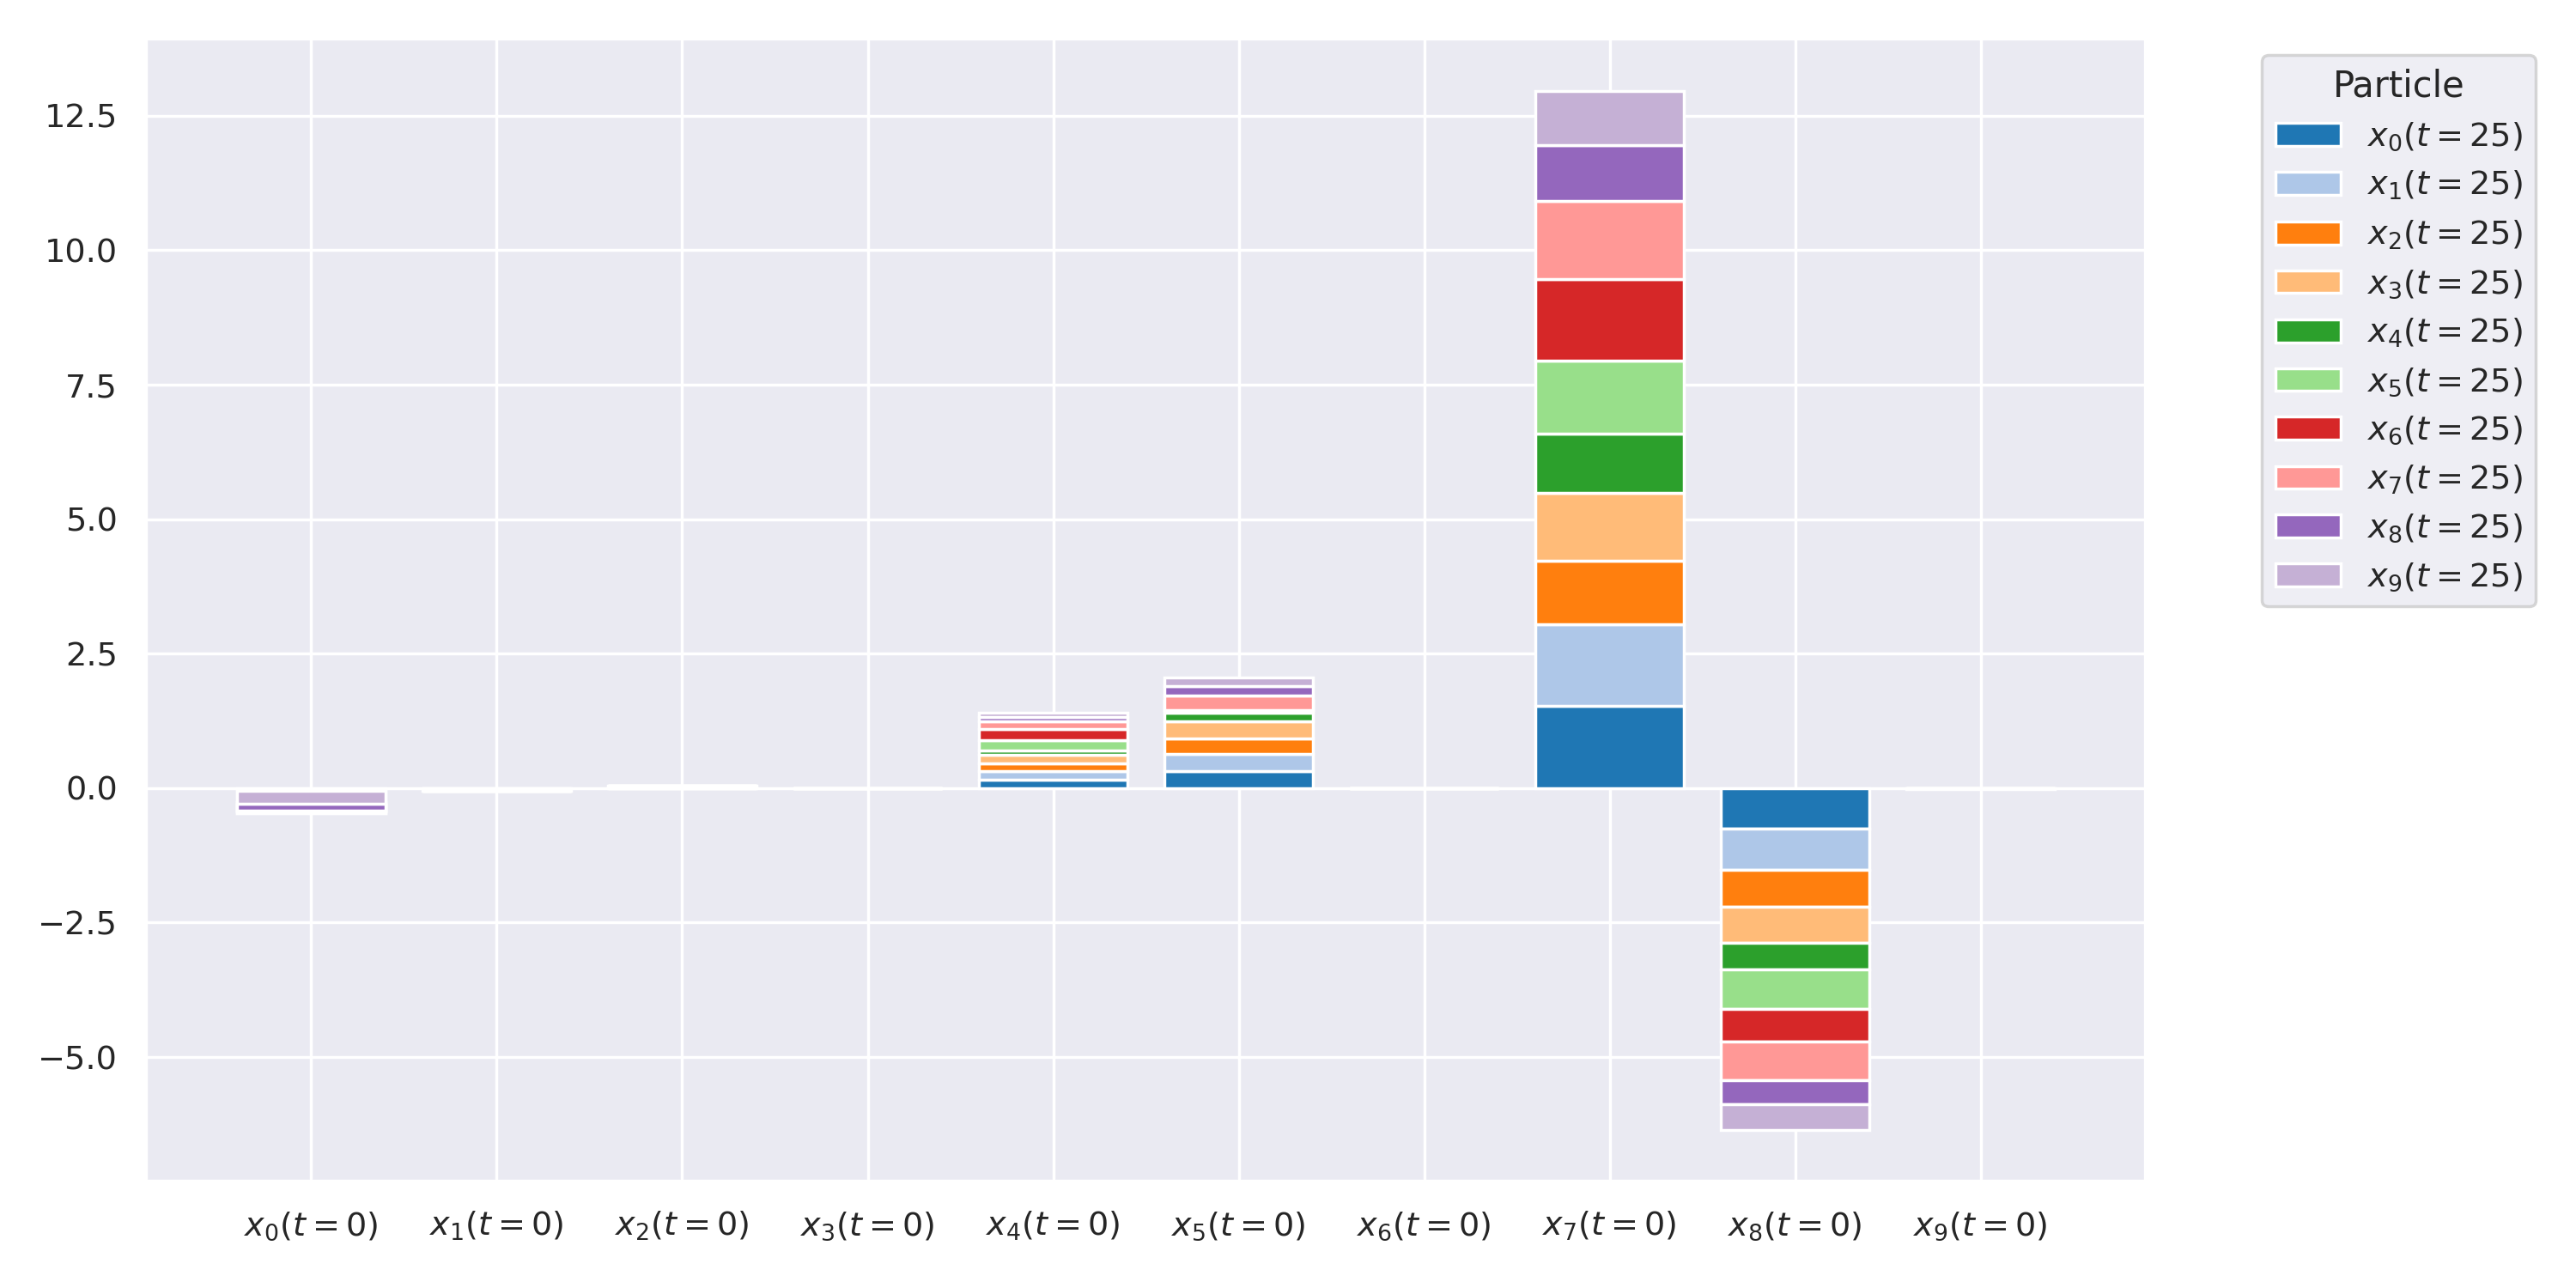 12.5
10.0
7.5
5.0
2.5
0.0
−2.5
−5.0
x₀(t = 0) x₁(t = 0) x₂(t = 0) x₃(t = 0) x₄(t = 0) x₅(t = 0) x₆(t = 0) x₇(t = 0) x₈(t = 0) x₉(t = 0)
Particle
x₀(t = 25)
x₁(t = 25)
x₂(t = 25)
x₃(t = 25)
x₄(t = 25)
x₅(t = 25)
x₆(t = 25)
x₇(t = 25)
x₈(t = 25)
x₉(t = 25)